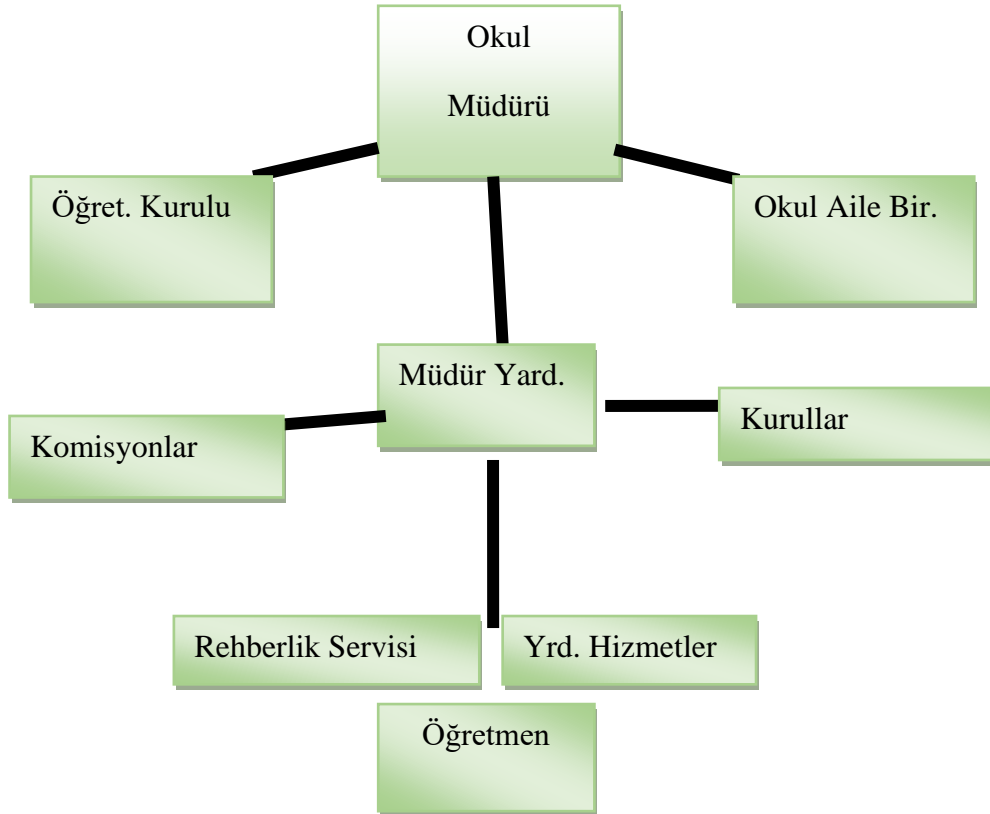 Okul
Müdürü
Öğret. Kurulu
Okul Aile Bir.
Müdür Yard.
Komisyonlar
Kurullar
Rehberlik Servisi
Yrd. Hizmetler
Öğretmen